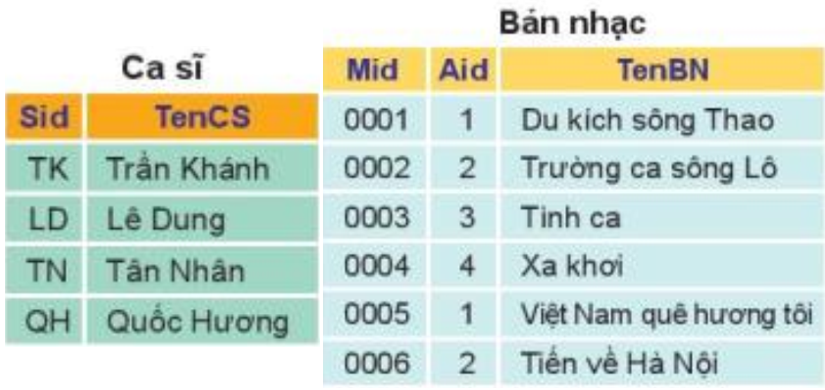 Ca sĩ
Sid TenCS
TK Trần Khánh
LD Lê Dung
TN Tân Nhân
QH Quốc Hương
Bản nhạc
Mid Aid TenBN
0001 1 Du kích sông Thao
0002 2 Trường ca sông Lô
0003 3 Tình ca
0004 4 Xa khơi
0005 1 Việt Nam quê hương tôi
0006 2 Tiến về Hà Nội